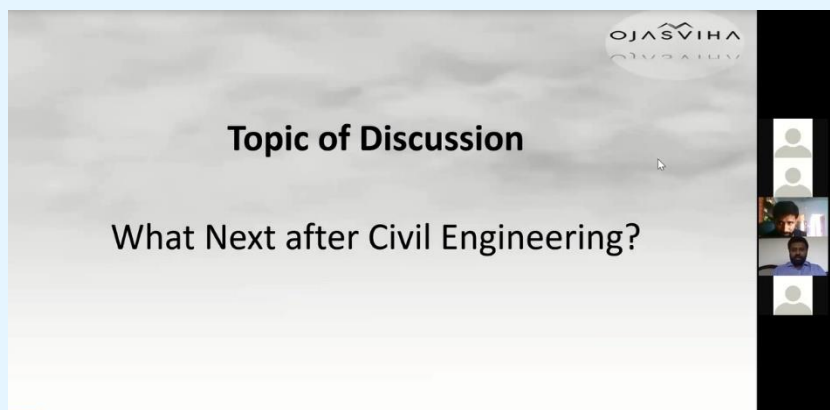 OJASVIHA
Topic of Discussion
What Next after Civil Engineering?